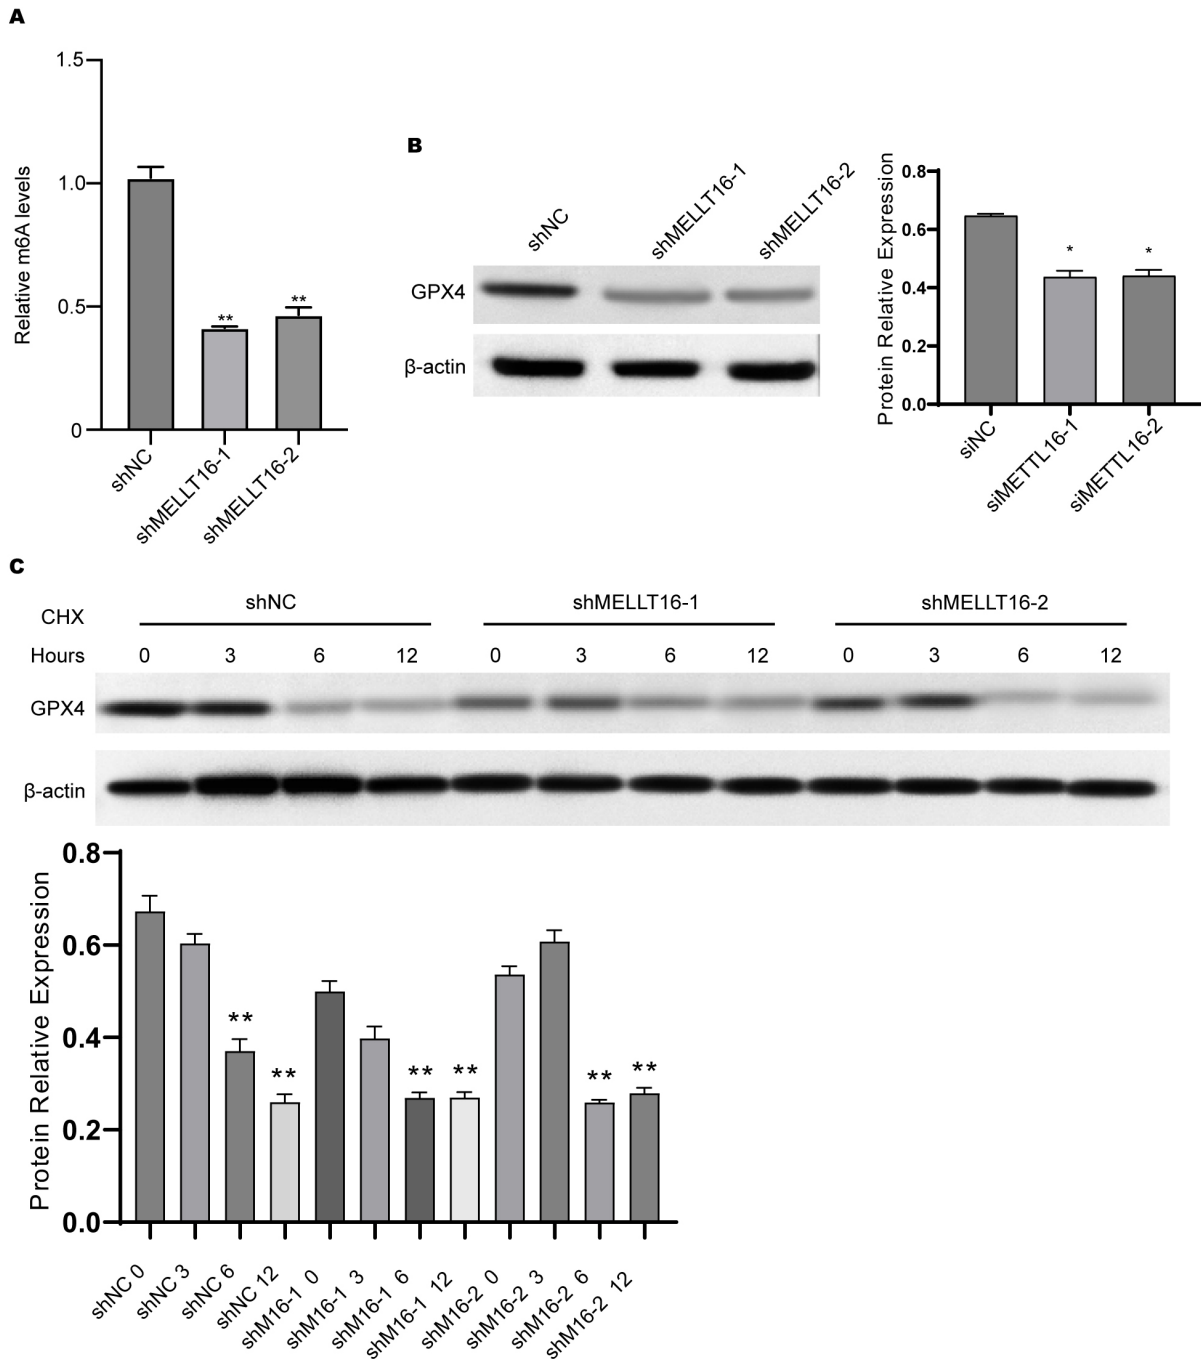 A
1.5
1.0
0.5
0
Relative m6A levels
**
**
shNC
shMELLT16-1
shMELLT16-2
B
shNC
shMELLT16-1
shMELLT16-2
GPX4
β-actin
Protein Relative Expression
0.8
0.6
0.4
0.2
0.0
*
*
siNC
siMETTL16-1
siMETTL16-2
C
CHX
shNC
shMELLT16-1
shMELLT16-2
Hours
0 3 6 12 0 3 6 12 0 3 6 12
GPX4
β-actin
Protein Relative Expression
0.8
0.6
0.4
0.2
0.0
**
**
**
**
**
**
shNC 0
shNC 3
shNC 6
shNC 12
shM16-1 0
shM16-1 3
shM16-1 6
shM16-1 12
shM16-2 0
shM16-2 3
shM16-2 6
shM16-2 12